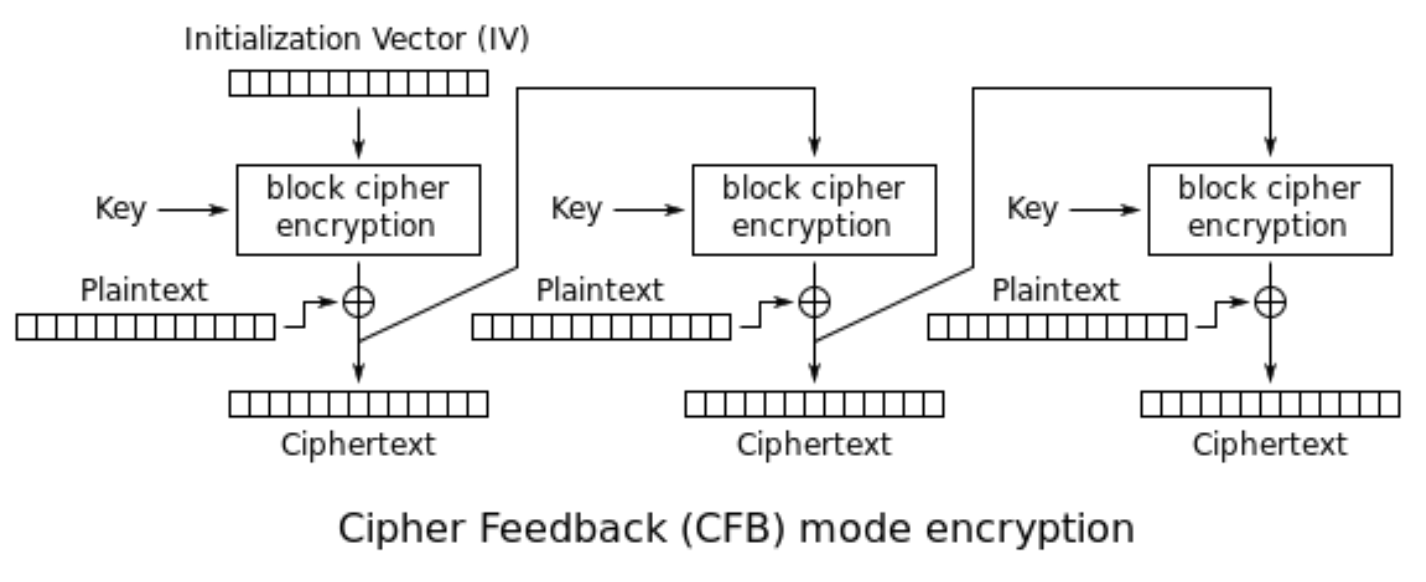 Initialization Vector (IV)
Key
block cipher
encryption
Key
block cipher
encryption
Key
block cipher
encryption
Plaintext
Plaintext
Plaintext
Ciphertext
Ciphertext
Ciphertext
Cipher Feedback (CFB) mode encryption